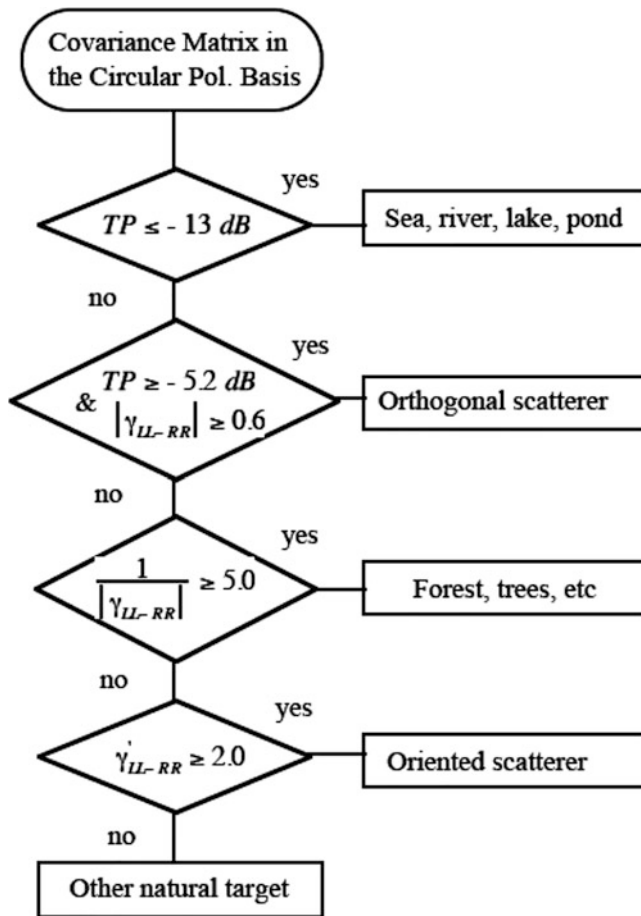 Covariance Matrix in
the Circular Pol. Basis
yes
TP ≤ - 13 dB
Sea, river, lake, pond
no
yes
TP ≥ - 5.2 dB
& |γLL-RR| ≥ 0.6
Orthogonal scatterer
no
yes
1
|γLL-RR| ≥ 5.0
Forest, trees, etc
no
yes
γ'LL-RR ≥ 2.0
Oriented scatterer
no
Other natural target